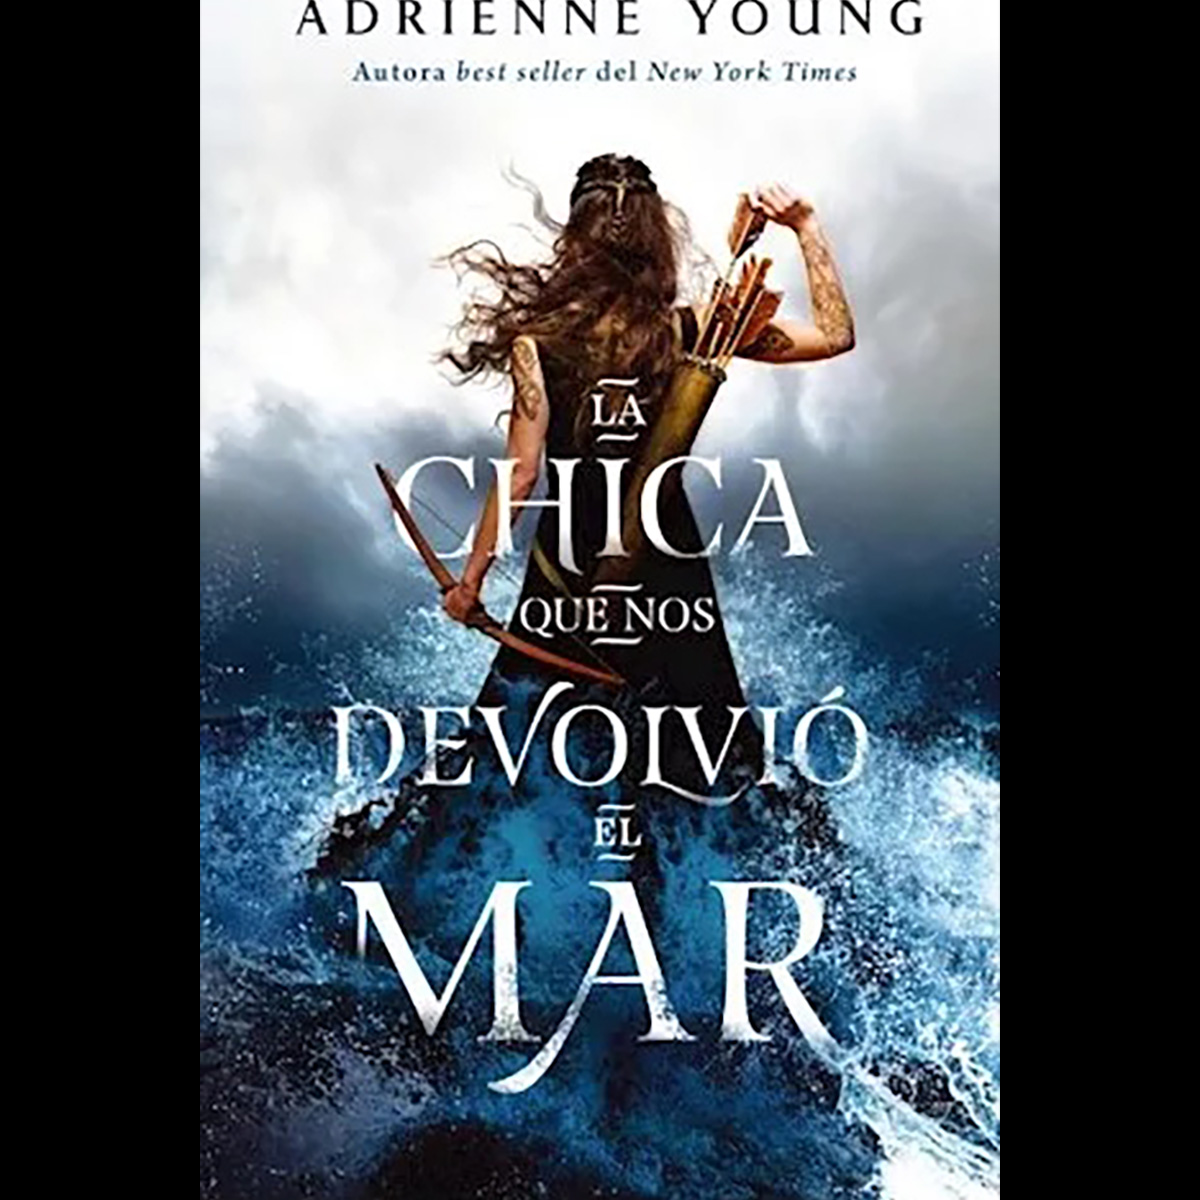 ADRIENNE YOUNG
Autora best seller del New York Times
LA
CHICA
QUE NOS
DEVOLVIÓ
EL
MAR